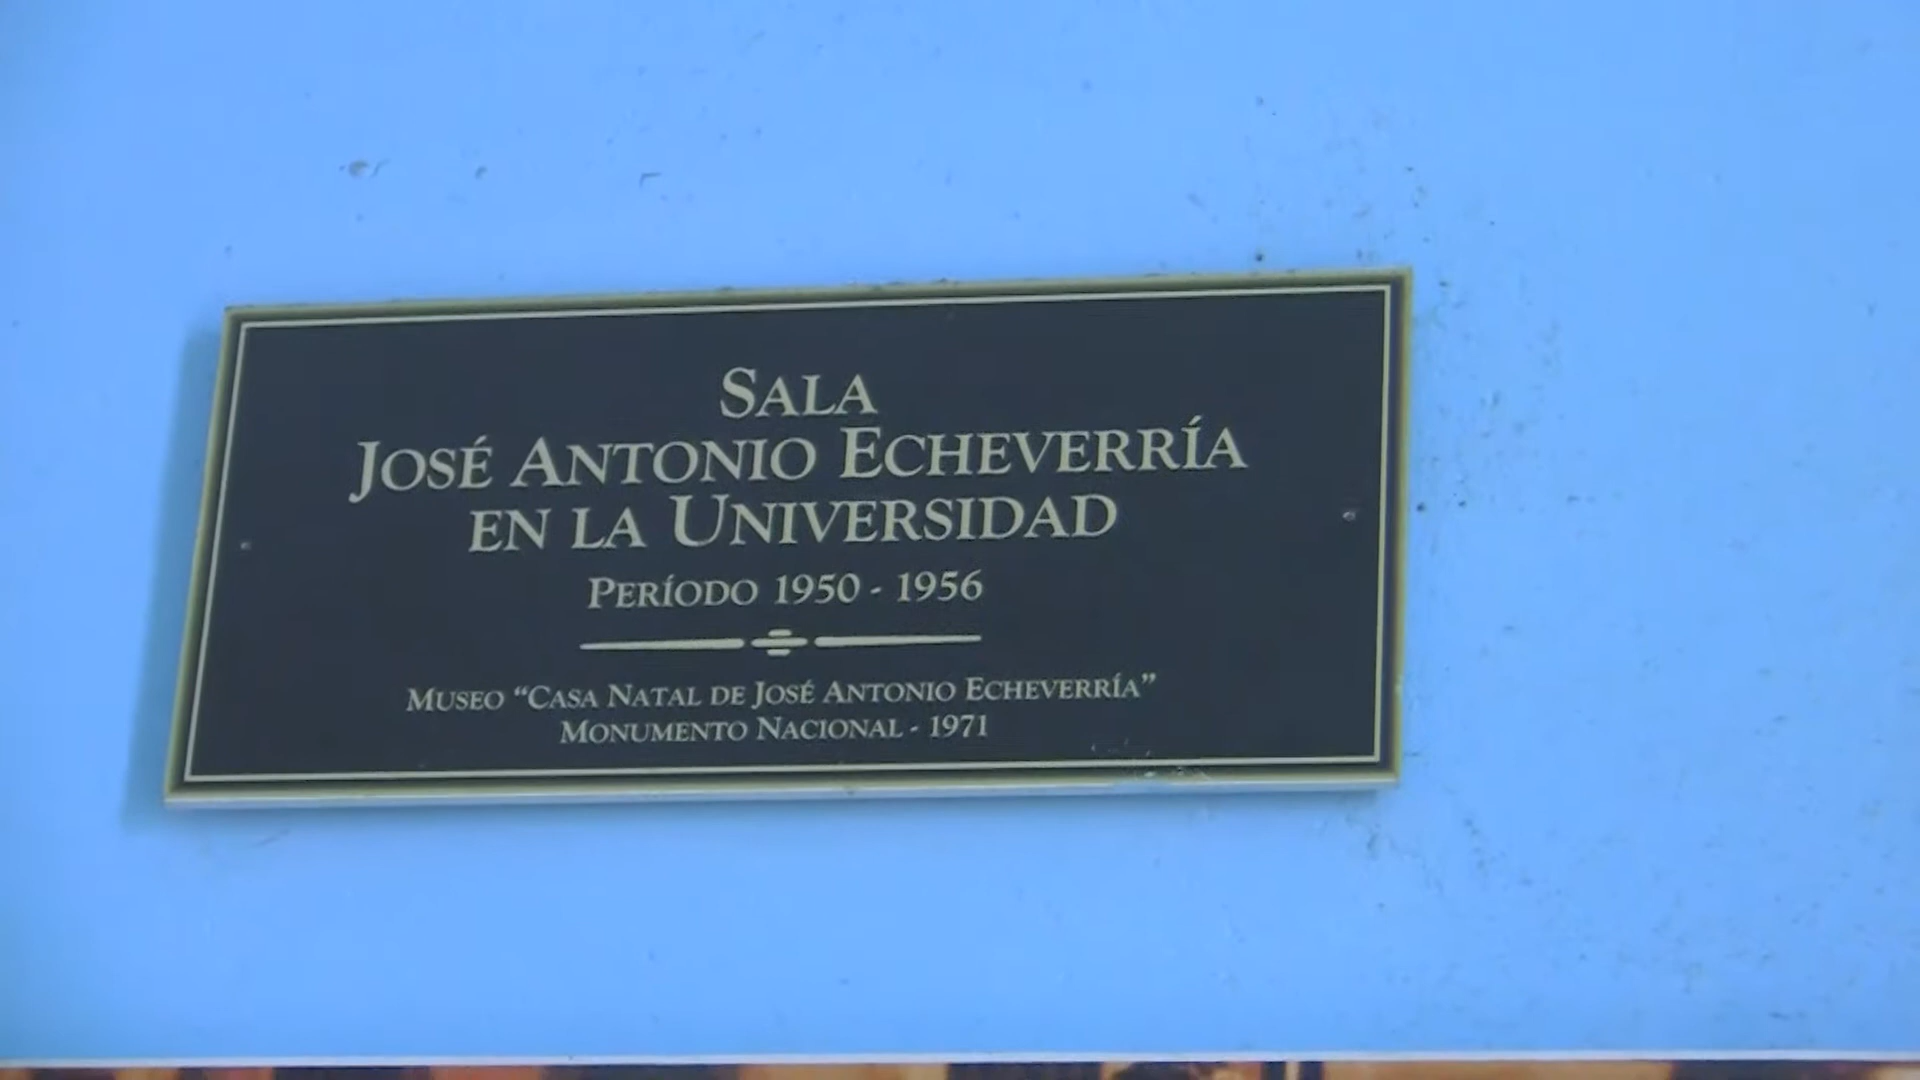 SALA
JOSÉ ANTONIO ECHEVERRÍA
EN LA UNIVERSIDAD
PERÍODO 1950 - 1956
MUSEO “CASA NATAL DE JOSÉ ANTONIO ECHEVERRÍA”
MONUMENTO NACIONAL - 1971